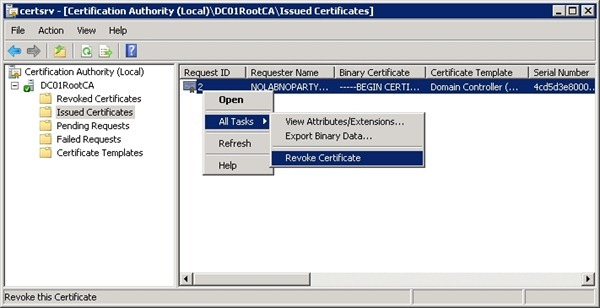 certsrv - [Certification Authority (Local)\DC01RootCA\Issued Certificates]
File Action View Help
Certification Authority (Local)
DC01RootCA
Revoked Certificates
Issued Certificates
Pending Requests
Failed Requests
Certificate Templates
Request ID Requester Name Binary Certificate Certificate Template Serial Number
2 NOLABNOPARTY... -----BEGIN CERTI... Domain Controller (... 4cd5d3e8000...
Open
All Tasks
Refresh
Help
View Attributes/Extensions...
Export Binary Data...
Revoke Certificate
Revoke this Certificate